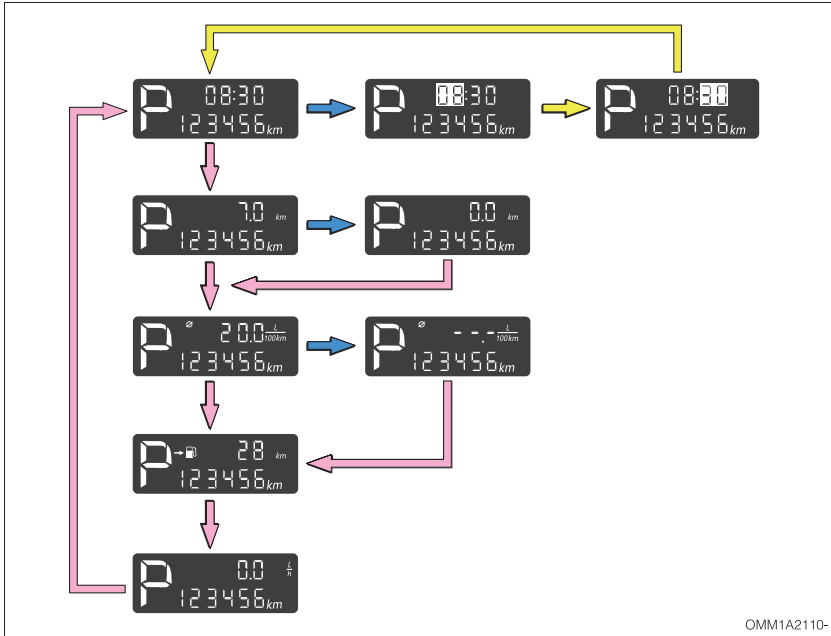 P 08:30
123456km
P 08:30
123456km
P 08:30
123456km
P 7.0 km
123456km
P 0.0 km
123456km
P ⌀ 20.0 L/100km
123456km
P ⌀ --.- L/100km
123456km
P → 28 km
123456km
P 0.0 L/h
123456km
OMM1A2110-